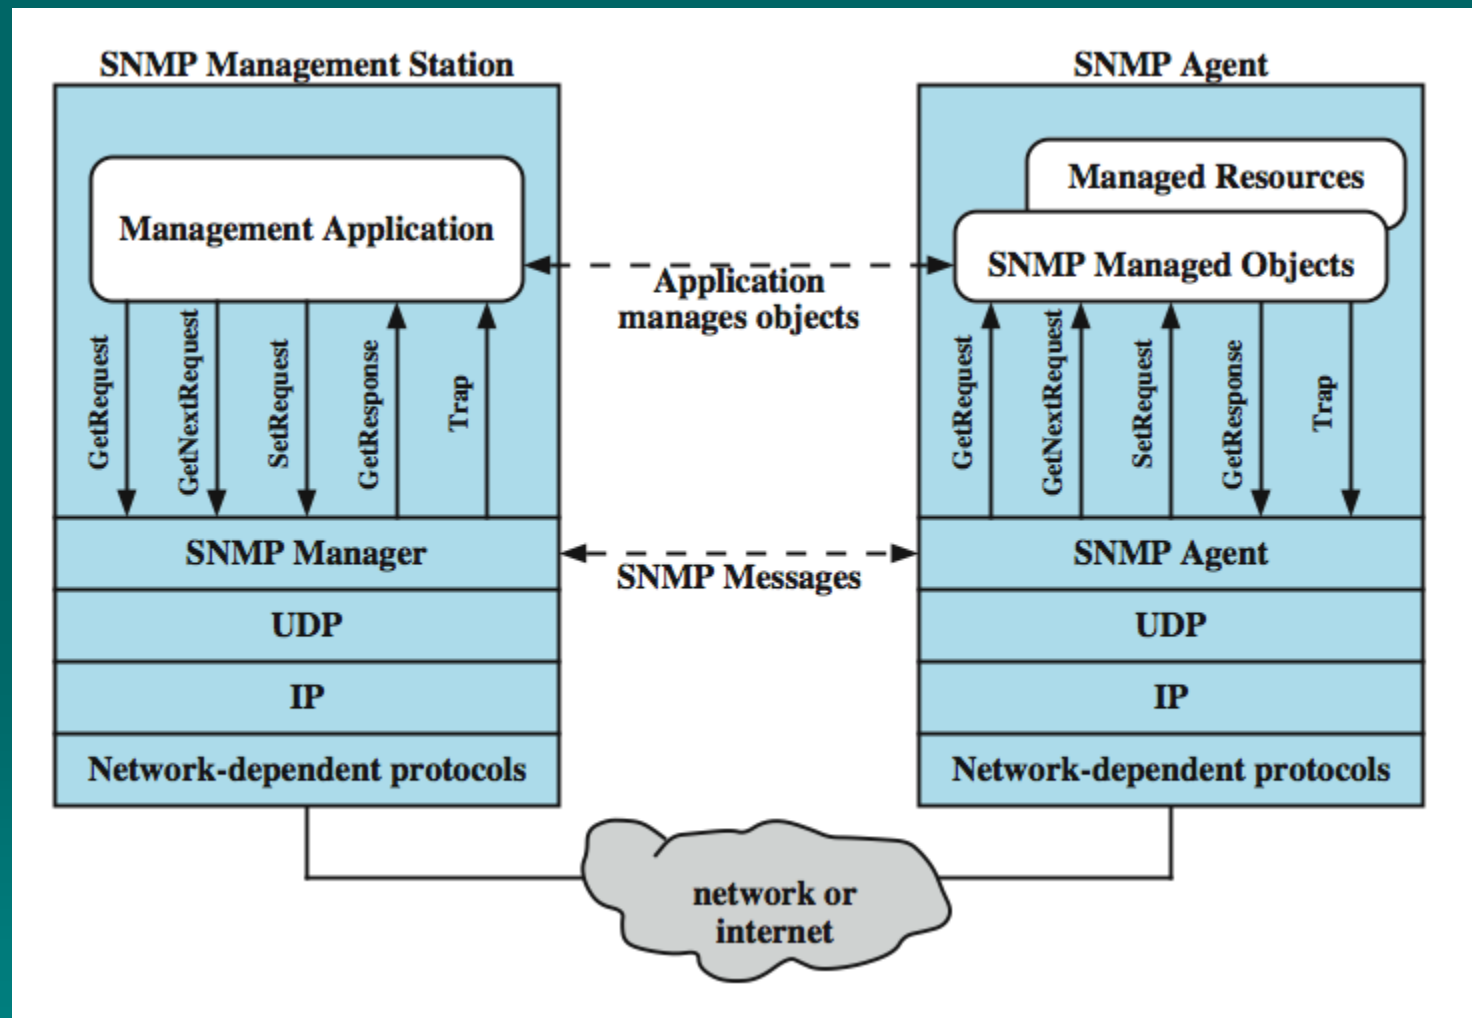 SNMP Management Station
Management Application
GetRequest
GetNextRequest
SetRequest
GetResponse
Trap
SNMP Manager
UDP
IP
Network-dependent protocols
Application
manages objects
SNMP Messages
SNMP Agent
Managed Resources
SNMP Managed Objects
GetRequest
GetNextRequest
SetRequest
GetResponse
Trap
SNMP Agent
UDP
IP
Network-dependent protocols
network or
internet